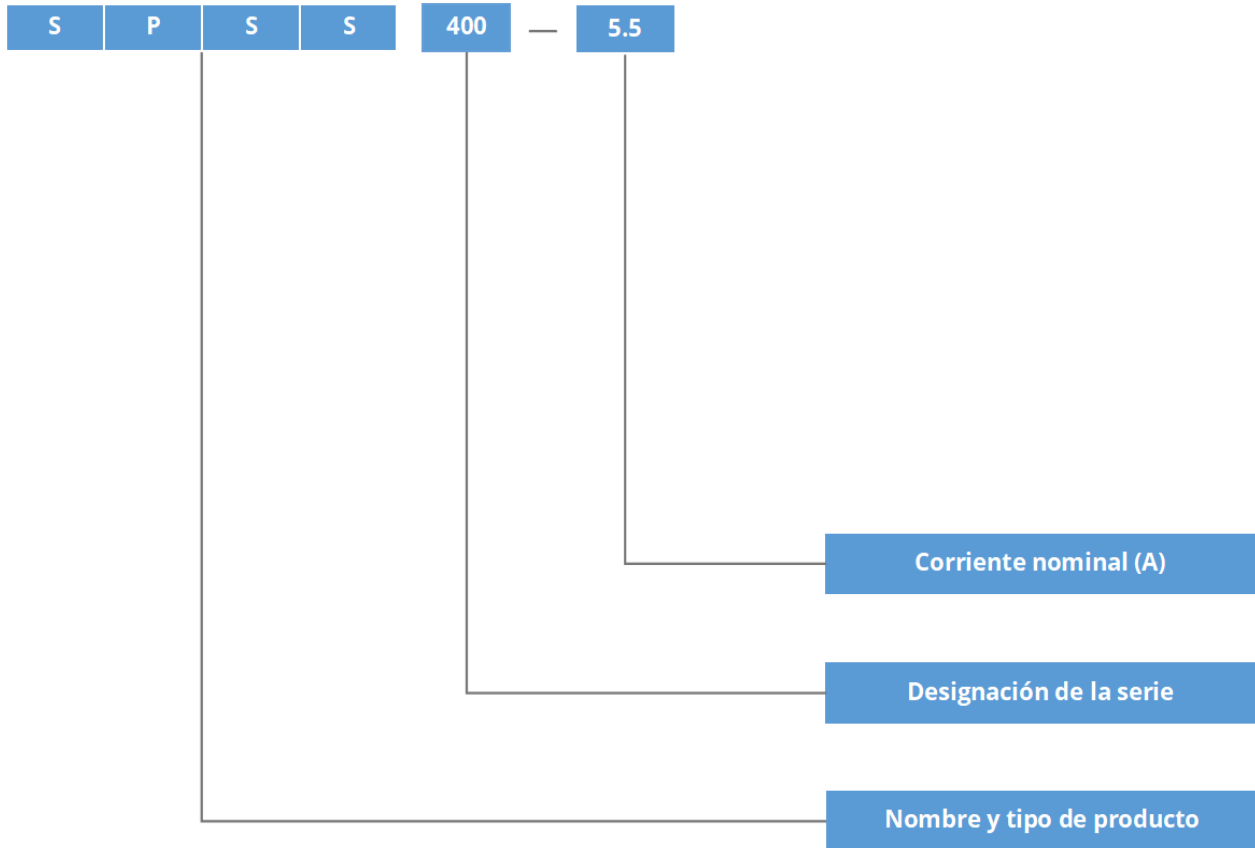 S P S S 400 — 5.5
Corriente nominal (A)
Designación de la serie
Nombre y tipo de producto